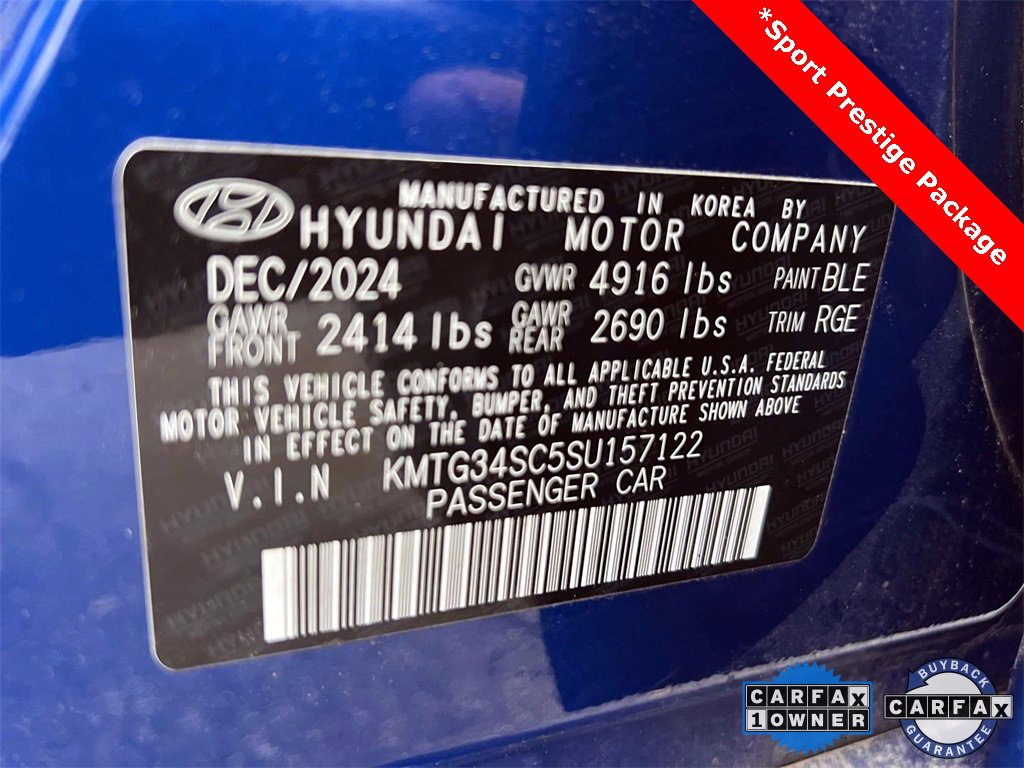 *Sport Prestige Package
MANUFACTURED IN KOREA BY
HYUNDAI MOTOR COMPANY
DEC/2024 GVWR 4916 lbs PAINT BLE
GAWR FRONT 2414 lbs GAWR REAR 2690 lbs TRIM RGE
THIS VEHICLE CONFORMS TO ALL APPLICABLE U.S.A. FEDERAL
MOTOR VEHICLE SAFETY, BUMPER, AND THEFT PREVENTION STANDARDS
IN EFFECT ON THE DATE OF MANUFACTURE SHOWN ABOVE
V.I.N KMTG34SC5SU157122
PASSENGER CAR
CARFAX
1 OWNER
BUYBACK
CARFAX
GUARANTEE